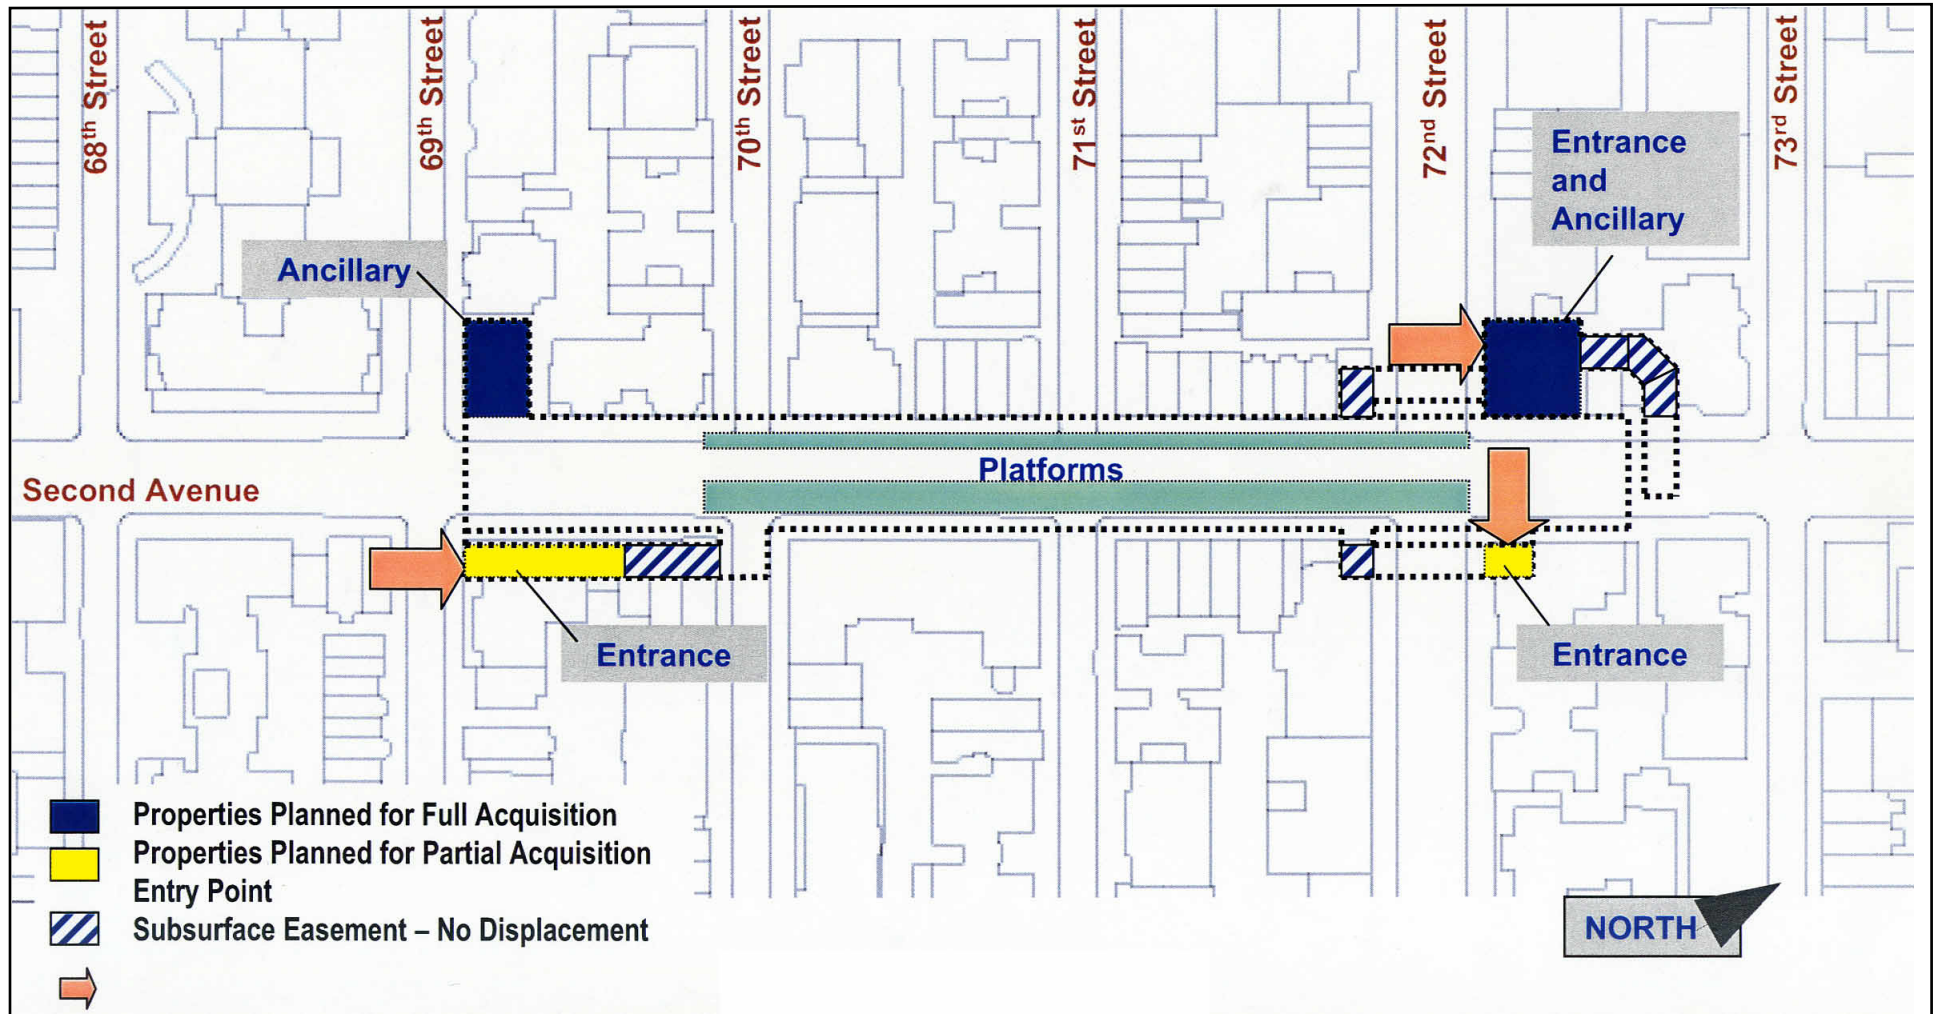 68th Street
69th Street
70th Street
71st Street
72nd Street
73rd Street
Entrance
and
Ancillary
Ancillary
Platforms
Second Avenue
Entrance
Entrance
Properties Planned for Full Acquisition
Properties Planned for Partial Acquisition
Entry Point
Subsurface Easement – No Displacement
NORTH